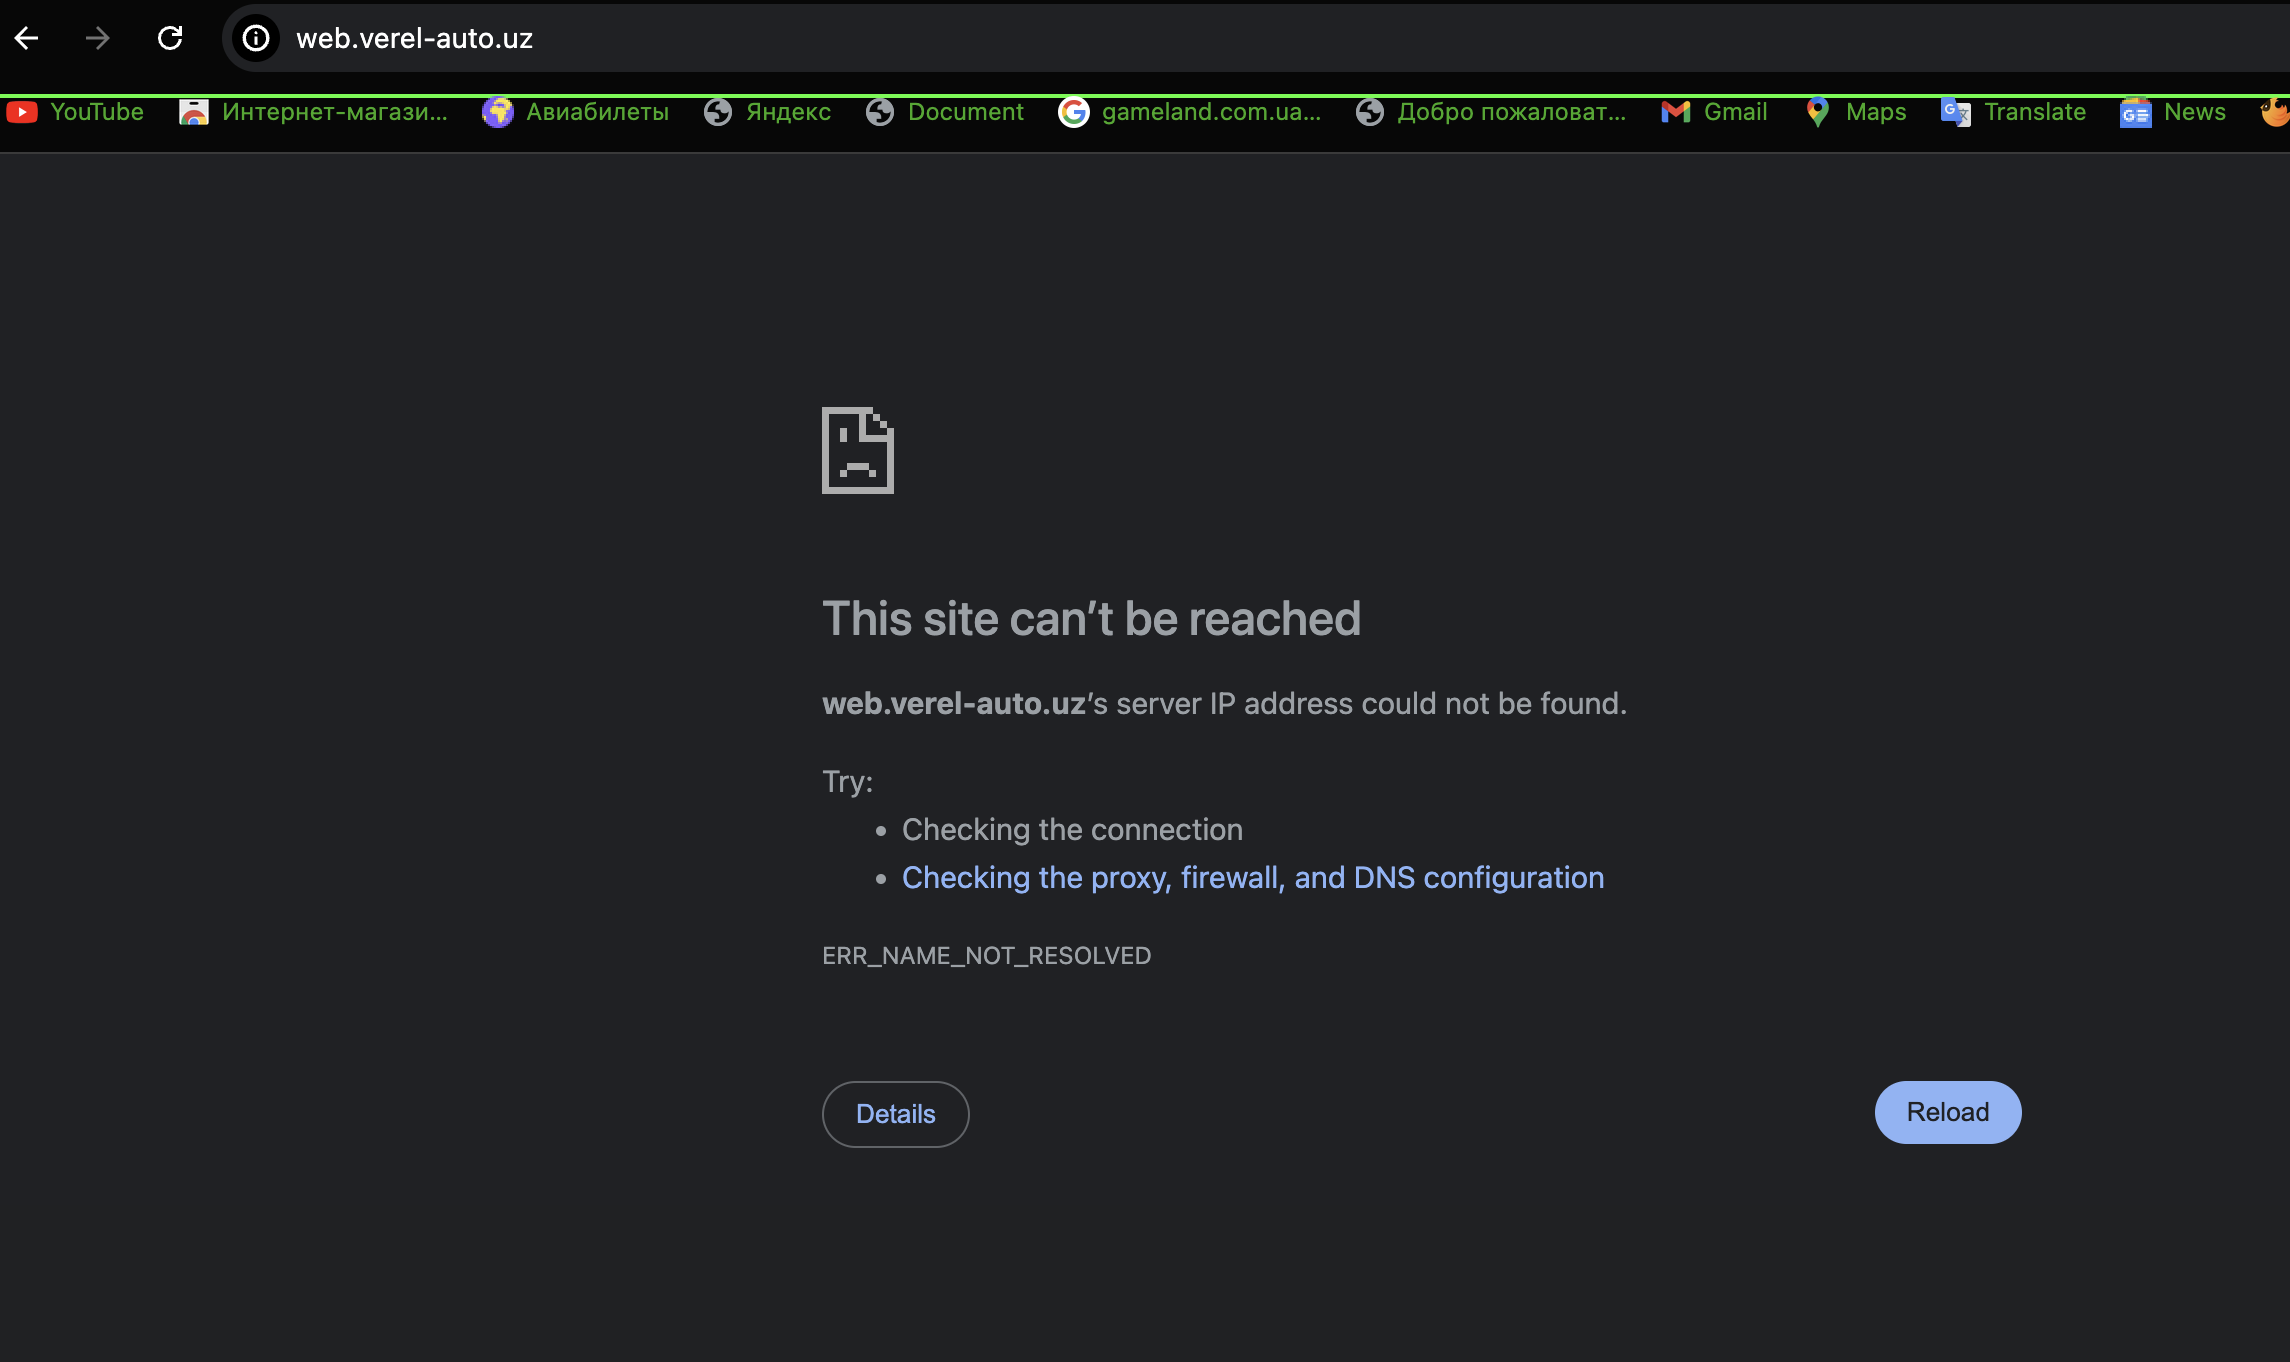 web.verel-auto.uz
YouTube Интернет-магази... Авиабилеты Яндекс Document gameland.com.ua... Добро пожаловат... Gmail Maps Translate News
This site can’t be reached
web.verel-auto.uz’s server IP address could not be found.
Try:
Checking the connection
Checking the proxy, firewall, and DNS configuration
ERR_NAME_NOT_RESOLVED
Details Reload